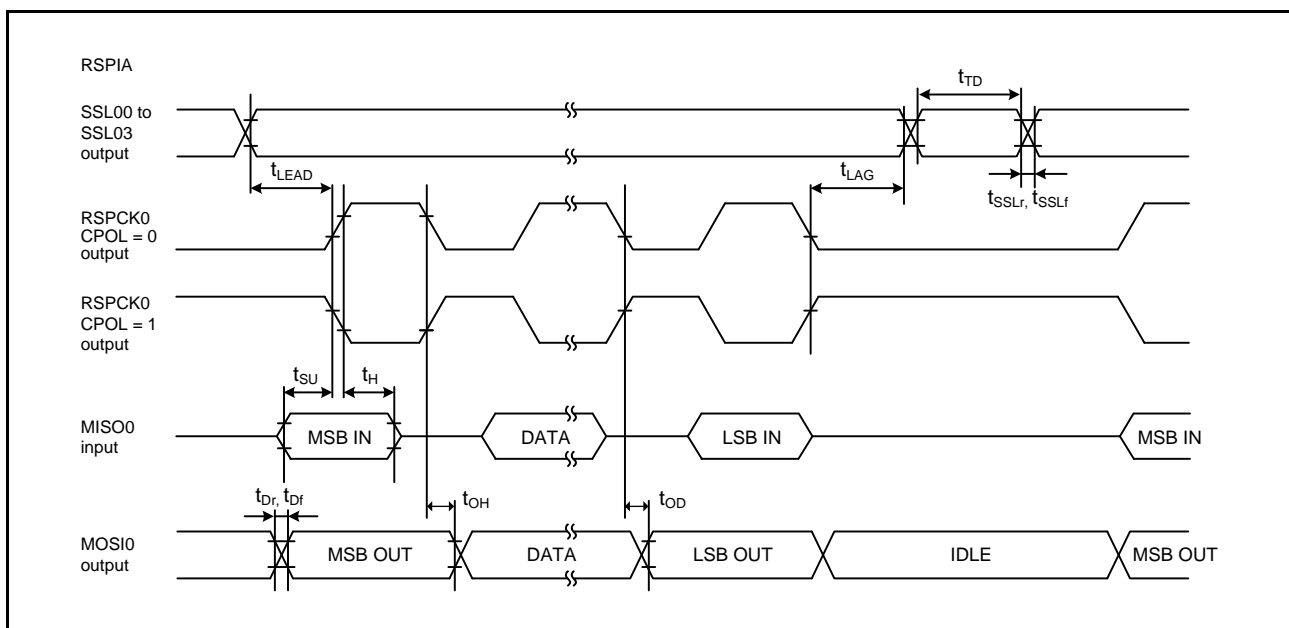 RSPIA
SSL00 to
SSL03
output
tTD
tLEAD
tLAG
tSSLr, tSSLf
RSPCK0
CPOL = 0
output
RSPCK0
CPOL = 1
output
tSU
tH
MISO0
input
MSB IN
DATA
LSB IN
MSB IN
tDr, tDf
tOH
tOD
MOSI0
output
MSB OUT
DATA
LSB OUT
IDLE
MSB OUT